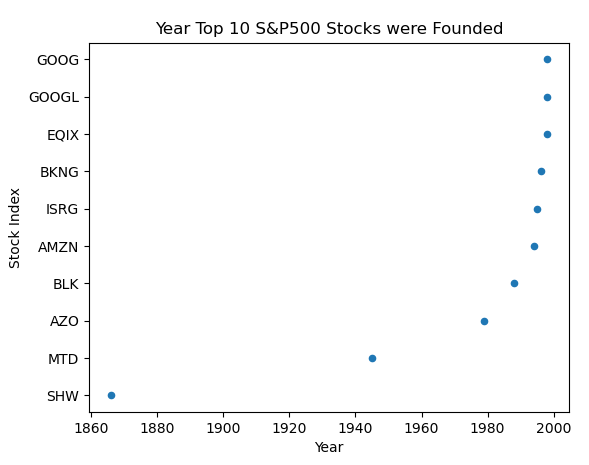 Year Top 10 S&P500 Stocks were Founded
Stock Index
GOOG
GOOGL
EQIX
BKNG
ISRG
AMZN
BLK
AZO
MTD
SHW
1860 1880 1900 1920 1940 1960 1980 2000
Year